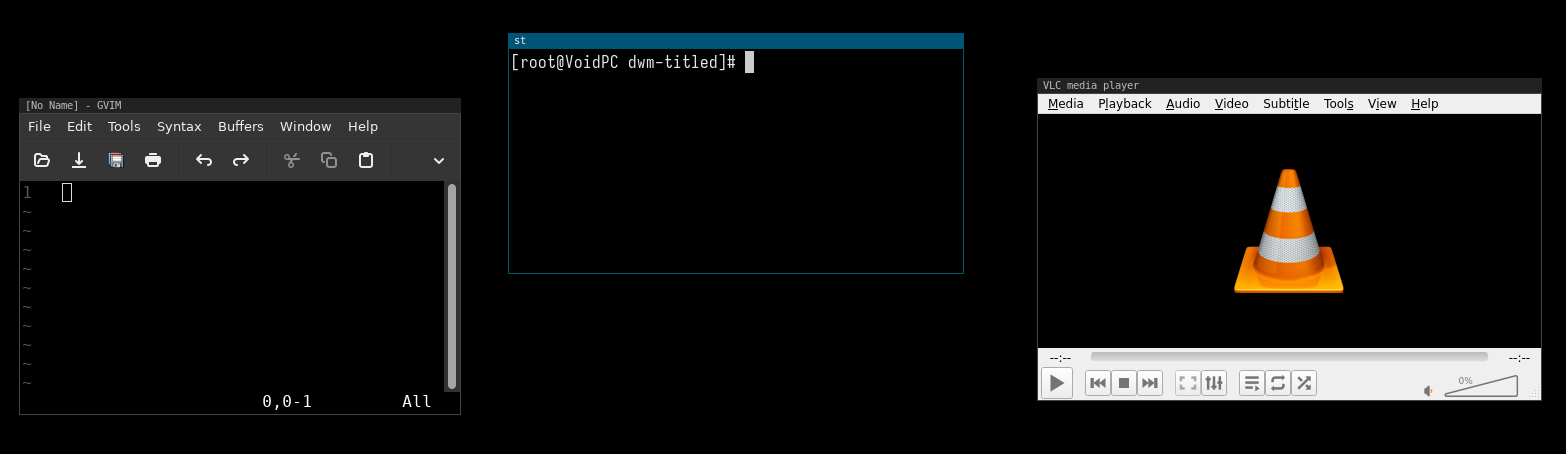 [No Name] - GVIM
File Edit Tools Syntax Buffers Window Help
1
~
~
~
~
~
~
~
~
~
~
0,0-1 All
st
[root@VoidPC dwm-titled]#
VLC media player
Media Playback Audio Video Subtitle Tools View Help
--:-- --:--
0%